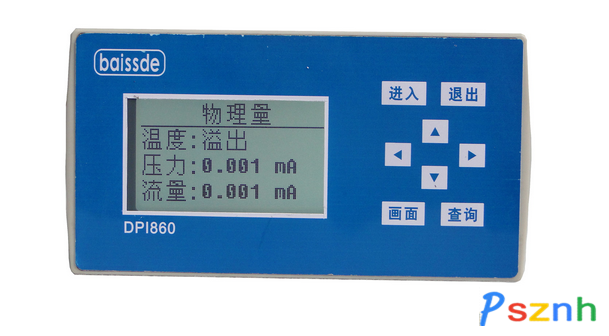 baissde
物理量
温度:溢出
压力:0.001 mA
流量:0.001 mA
DPI860
进入 退出
画面 查询
Psznh